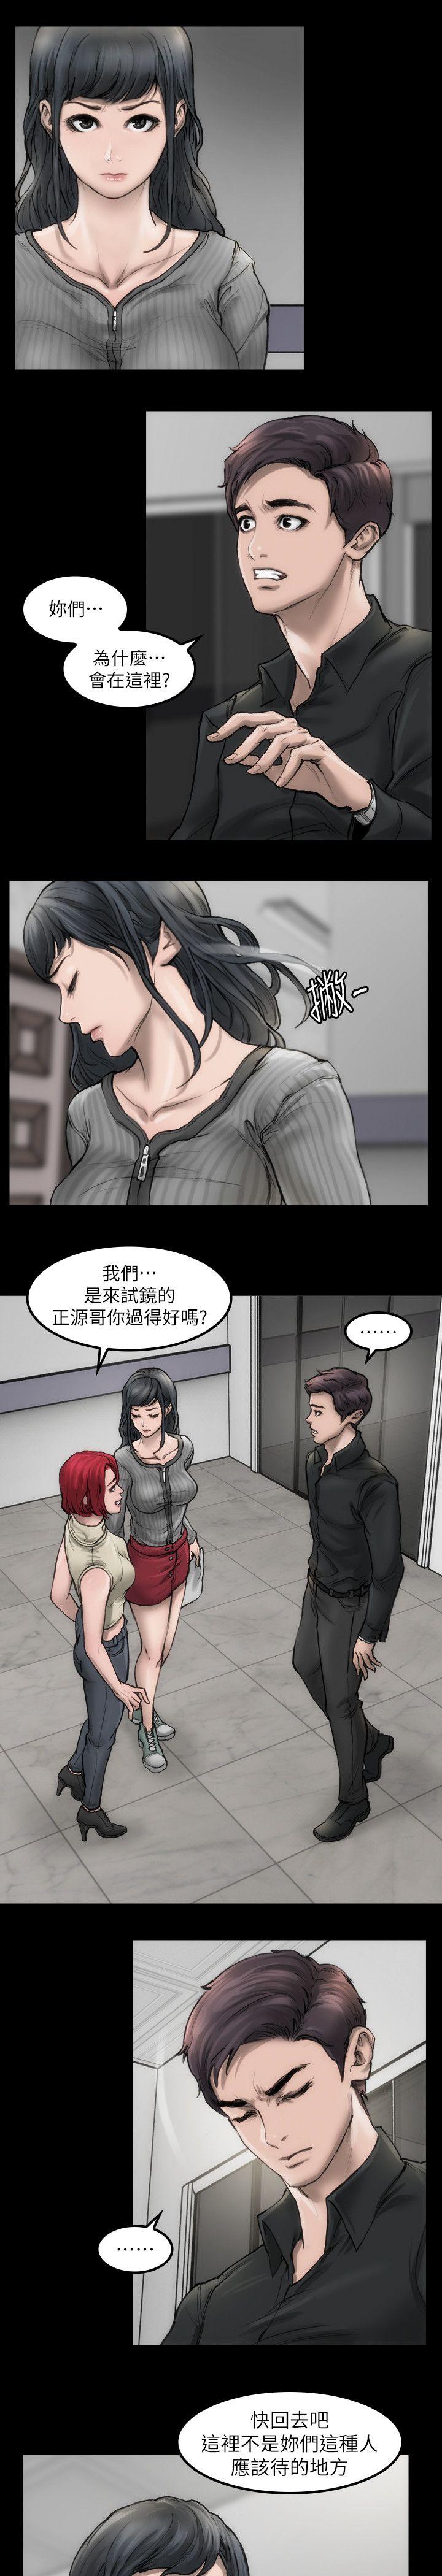 妳們⋯
為什麼⋯
會在這裡?
撇
我們⋯
是來試鏡的
正源哥你過得好嗎?
⋯⋯
⋯⋯
快回去吧
這裡不是妳們這種人
應該待的地方